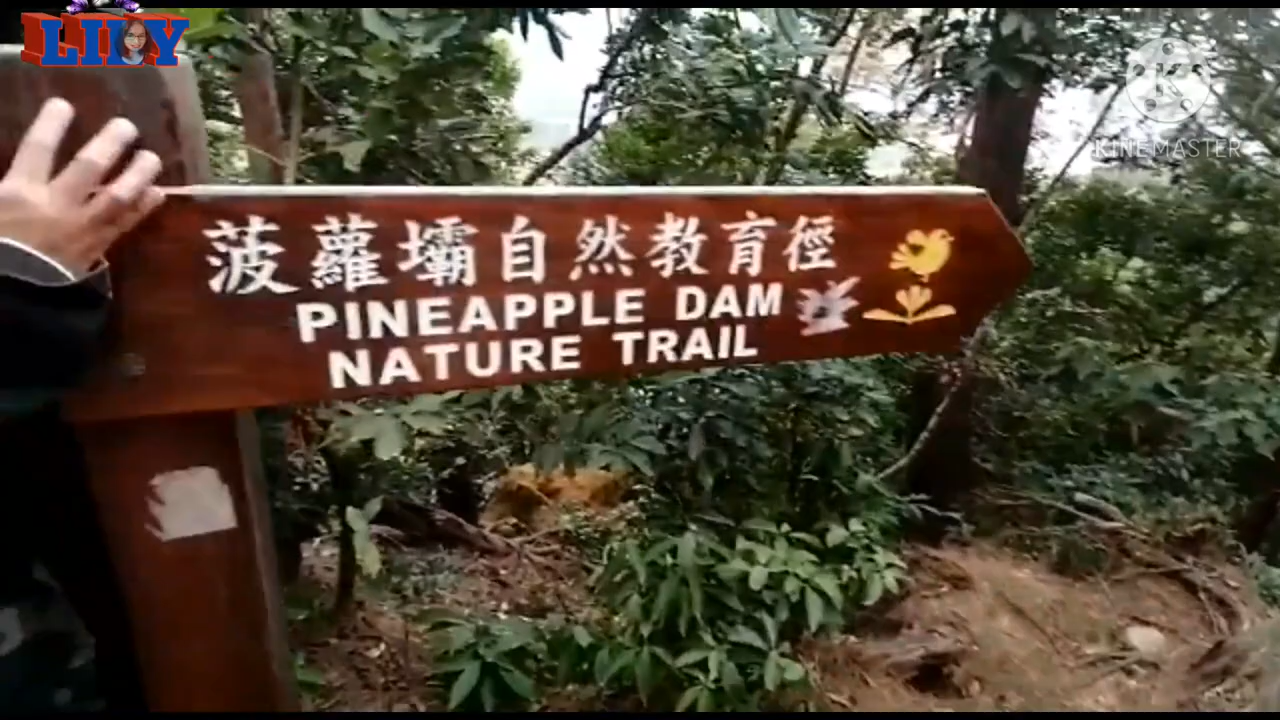 LILY
KINEMASTER
菠蘿壩自然教育徑
PINEAPPLE DAM
NATURE TRAIL